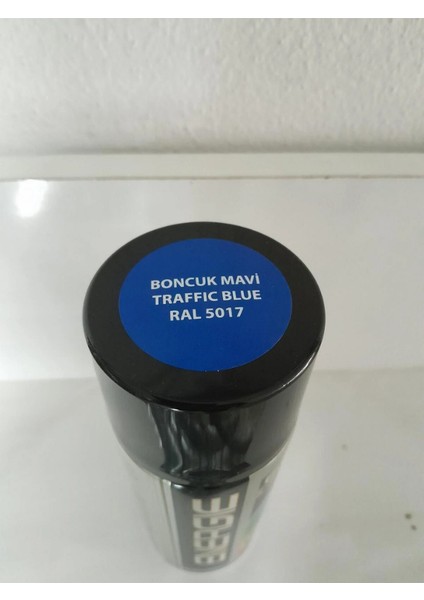 BONCUK MAVİ
TRAFFIC BLUE
RAL 5017